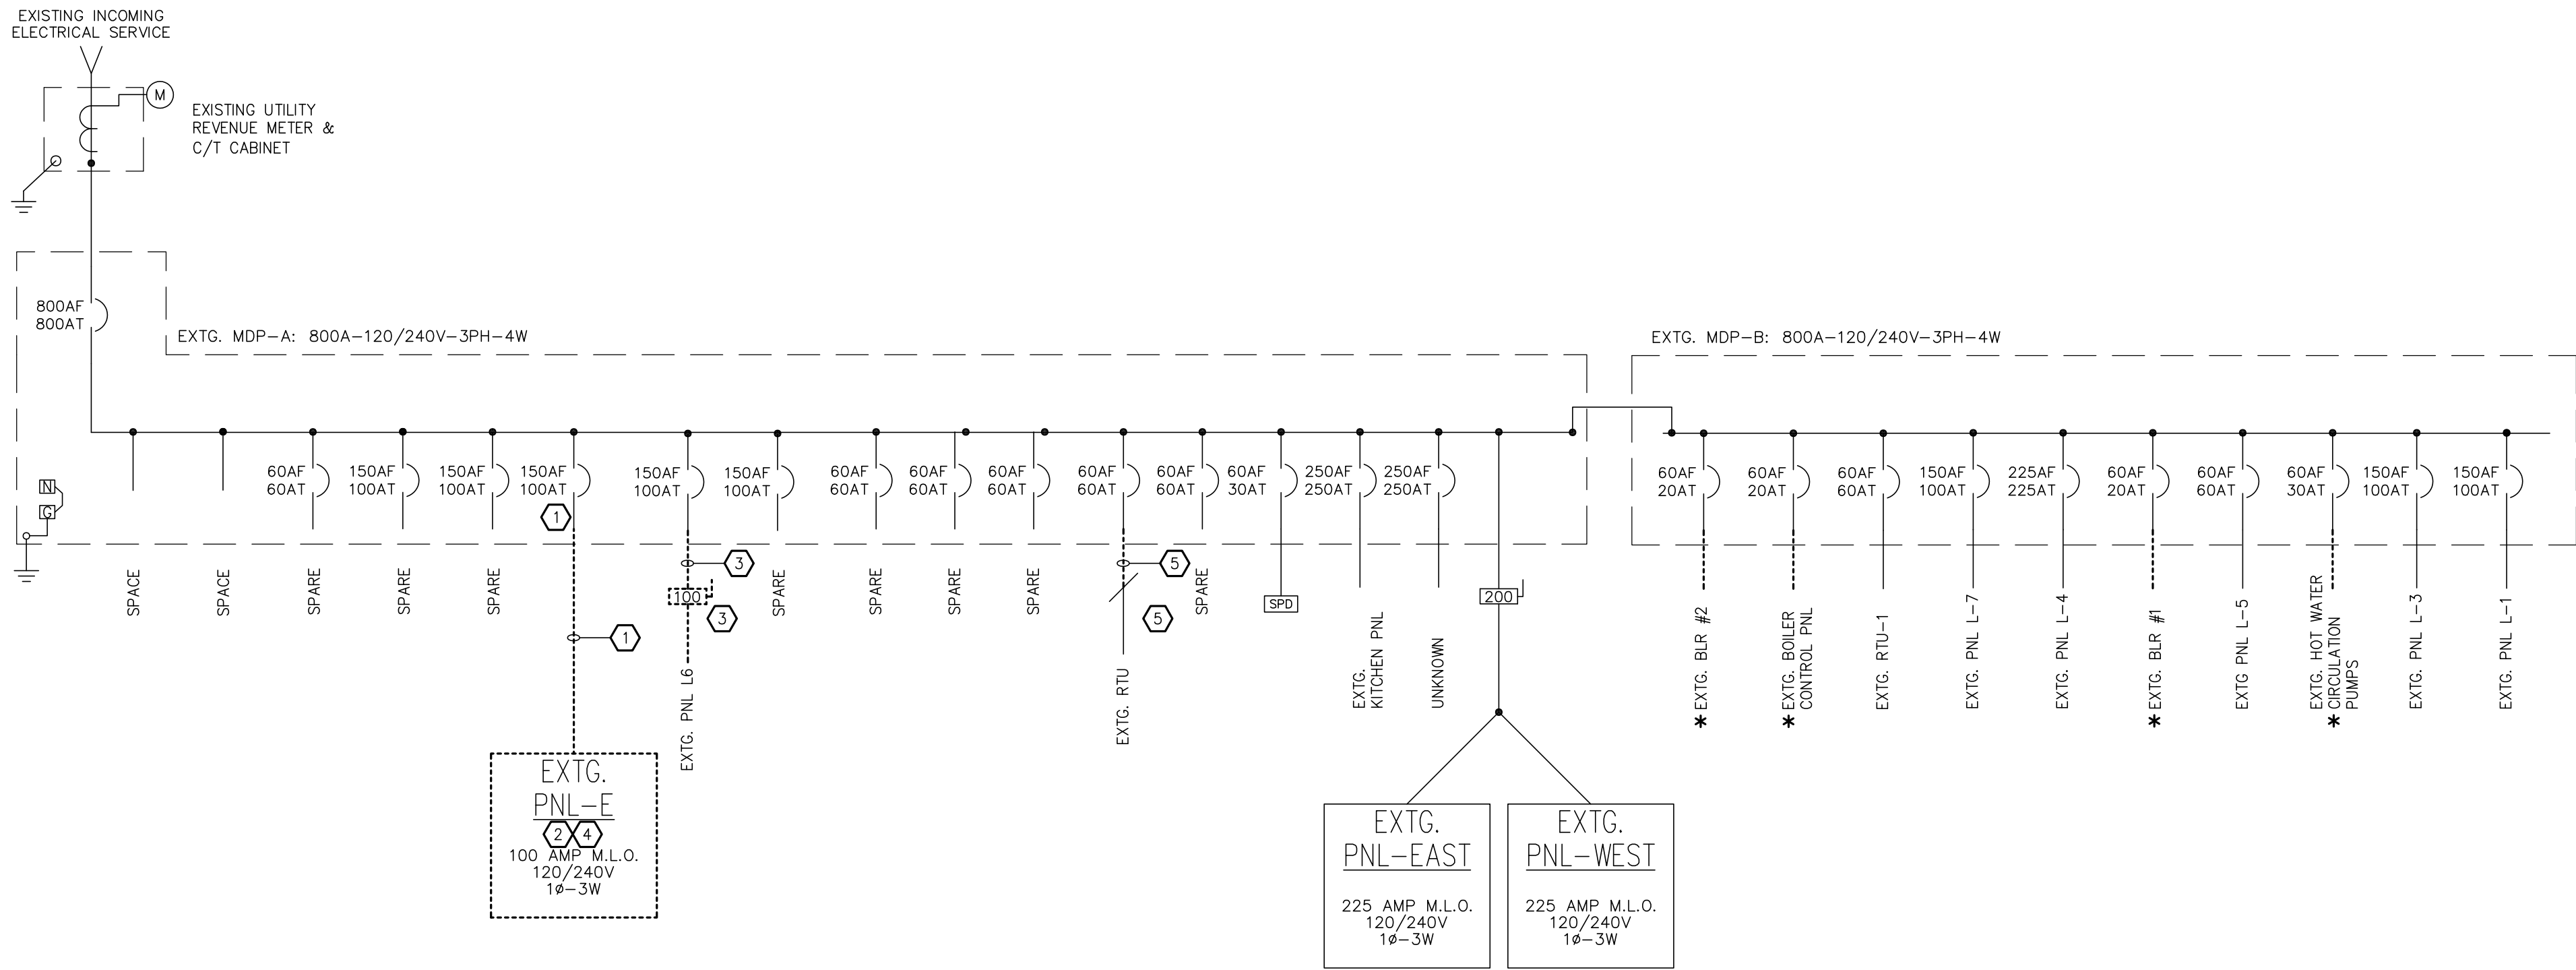 EXISTING INCOMING
ELECTRICAL SERVICE
M
EXISTING UTILITY
REVENUE METER &
C/T CABINET
800AF
800AT
EXTG. MDP-A: 800A-120/240V-3PH-4W
EXTG. MDP-B: 800A-120/240V-3PH-4W
N
G
60AF
60AT
150AF
100AT
150AF
100AT
150AF
100AT
150AF
100AT
150AF
100AT
60AF
60AT
60AF
60AT
60AF
60AT
60AF
60AT
60AF
60AT
60AF
30AT
250AF
250AT
250AF
250AT
60AF
20AT
60AF
20AT
60AF
60AT
150AF
100AT
225AF
225AT
60AF
20AT
60AF
60AT
60AF
30AT
150AF
100AT
150AF
100AT
1
3
5
SPACE
SPACE
SPARE
SPARE
SPARE
1
100
3
EXTG. PNL L6
SPARE
SPARE
SPARE
SPARE
5
EXTG. RTU
SPARE
SPD
EXTG.
KITCHEN PNL
UNKNOWN
200
*EXTG. BLR #2
*EXTG. BOILER
CONTROL PNL
EXTG. RTU-1
EXTG. PNL L-7
EXTG. PNL L-4
*EXTG. BLR #1
EXTG PNL L-5
EXTG. HOT WATER
*CIRCULATION
PUMPS
EXTG. PNL L-3
EXTG. PNL L-1
EXTG.
PNL-E
2 4
100 AMP M.L.O.
120/240V
1ø-3W
EXTG.
PNL-EAST
225 AMP M.L.O.
120/240V
1ø-3W
EXTG.
PNL-WEST
225 AMP M.L.O.
120/240V
1ø-3W